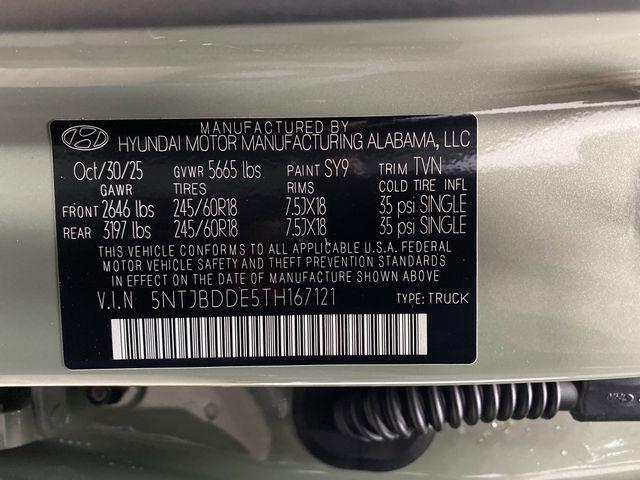 MANUFACTURED BY
HYUNDAI MOTOR MANUFACTURING ALABAMA, LLC
Oct/30/25 GVWR 5665 lbs PAINT SY9 TRIM TVN
GAWR TIRES RIMS COLD TIRE INFL
FRONT 2646 lbs 245/60R18 7.5JX18 35 psi SINGLE
REAR 3197 lbs 245/60R18 7.5JX18 35 psi SINGLE
THIS VEHICLE CONFORMS TO ALL APPLICABLE U.S.A. FEDERAL
MOTOR VEHICLE SAFETY AND THEFT PREVENTION STANDARDS
IN EFFECT ON THE DATE OF MANUFACTURE SHOWN ABOVE.
V.I.N 5NTJBDDE5TH167121 TYPE: TRUCK